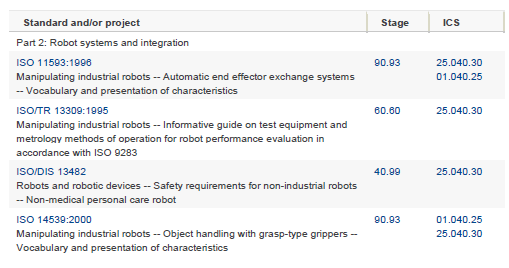 Standard and/or project Stage ICS
Part 2: Robot systems and integration
ISO 11593:1996 90.93 25.040.30
Manipulating industrial robots -- Automatic end effector exchange systems 01.040.25
-- Vocabulary and presentation of characteristics
ISO/TR 13309:1995 60.60 25.040.30
Manipulating industrial robots -- Informative guide on test equipment and
metrology methods of operation for robot performance evaluation in
accordance with ISO 9283
ISO/DIS 13482 40.99 25.040.30
Robots and robotic devices -- Safety requirements for non-industrial robots
-- Non-medical personal care robot
ISO 14539:2000 90.93 01.040.25
Manipulating industrial robots -- Object handling with grasp-type grippers -- 25.040.30
Vocabulary and presentation of characteristics